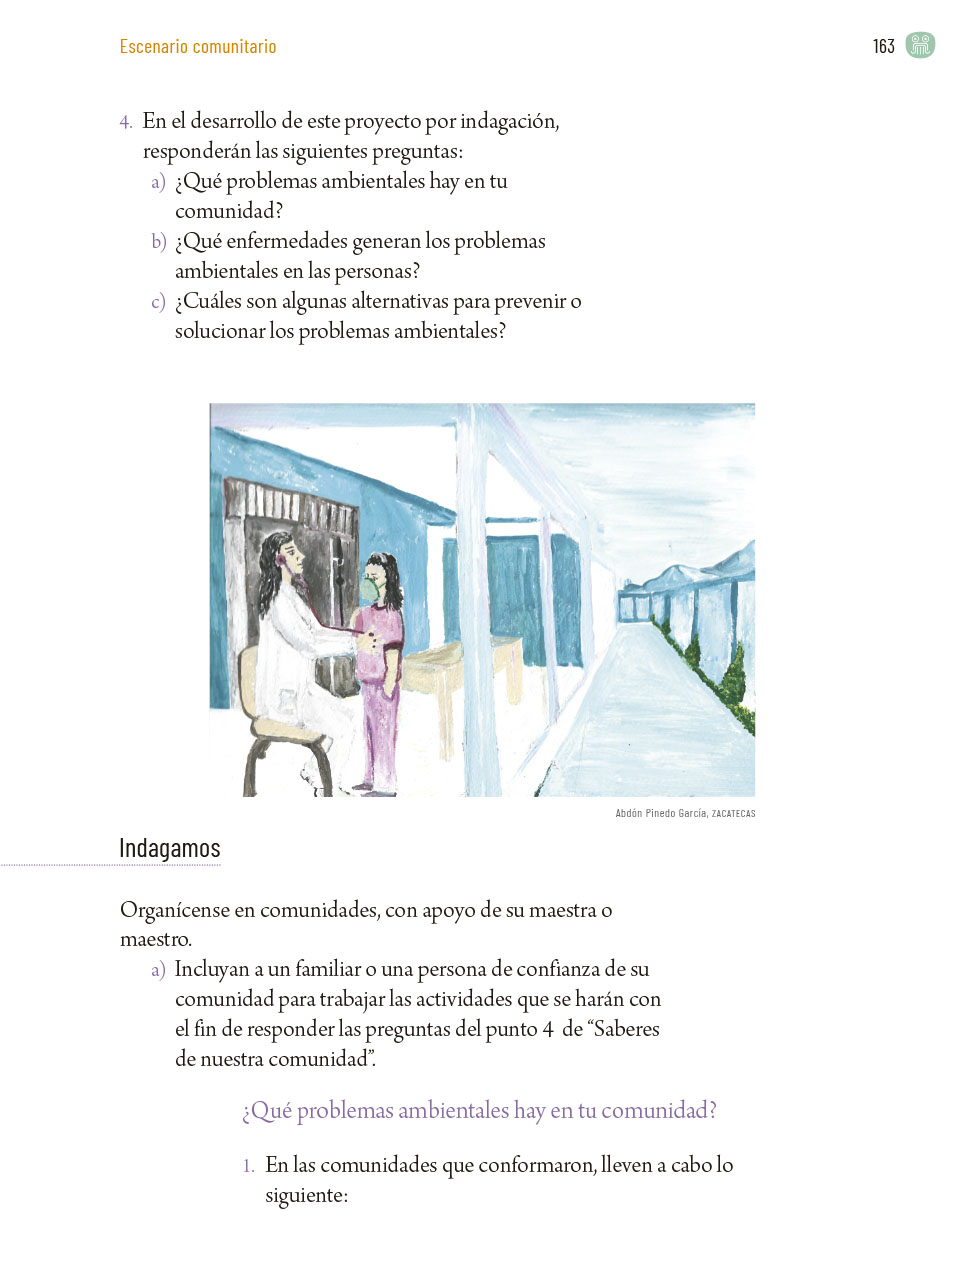 Escenario comunitario
163
4. En el desarrollo de este proyecto por indagación,
responderán las siguientes preguntas:
a) ¿Qué problemas ambientales hay en tu
comunidad?
b) ¿Qué enfermedades generan los problemas
ambientales en las personas?
c) ¿Cuáles son algunas alternativas para prevenir o
solucionar los problemas ambientales?
Abdón Pinedo García, ZACATECAS
Indagamos
Organícense en comunidades, con apoyo de su maestra o
maestro.
a) Incluyan a un familiar o una persona de confianza de su
comunidad para trabajar las actividades que se harán con
el fin de responder las preguntas del punto 4 de “Saberes
de nuestra comunidad”.
¿Qué problemas ambientales hay en tu comunidad?
1. En las comunidades que conformaron, lleven a cabo lo
siguiente: